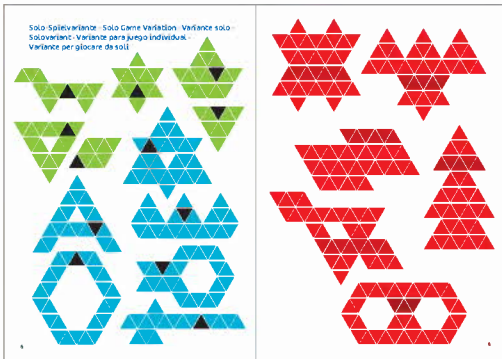 Solo-Spielvariante · Solo Game Variation · Variante solo ·
Solovariant · Variante para juego individual ·
Variante per giocare da soli